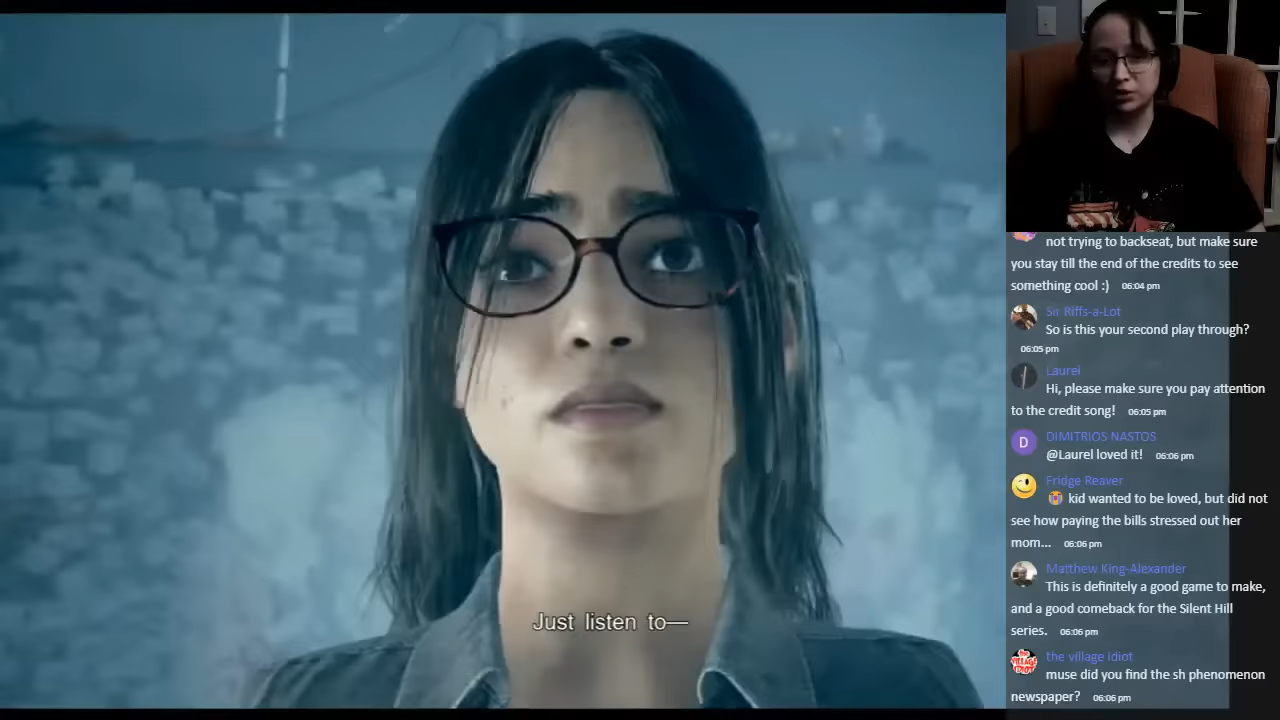 not trying to backseat, but make sure
you stay till the end of the credits to see
something cool :) 06:04 pm
Sir Riffs-a-Lot
So is this your second play through?
06:05 pm
Laurel
Hi, please make sure you pay attention
to the credit song! 06:05 pm
D DIMITRIOS NASTOS
@Laurel loved it! 06:06 pm
Fridge Reaver
😭 kid wanted to be loved, but did not
see how paying the bills stressed out her
mom... 06:06 pm
Matthew King-Alexander
This is definitely a good game to make,
and a good comeback for the Silent Hill
series. 06:06 pm
the village idiot
muse did you find the sh phenomenon
newspaper? 06:06 pm
Just listen to—